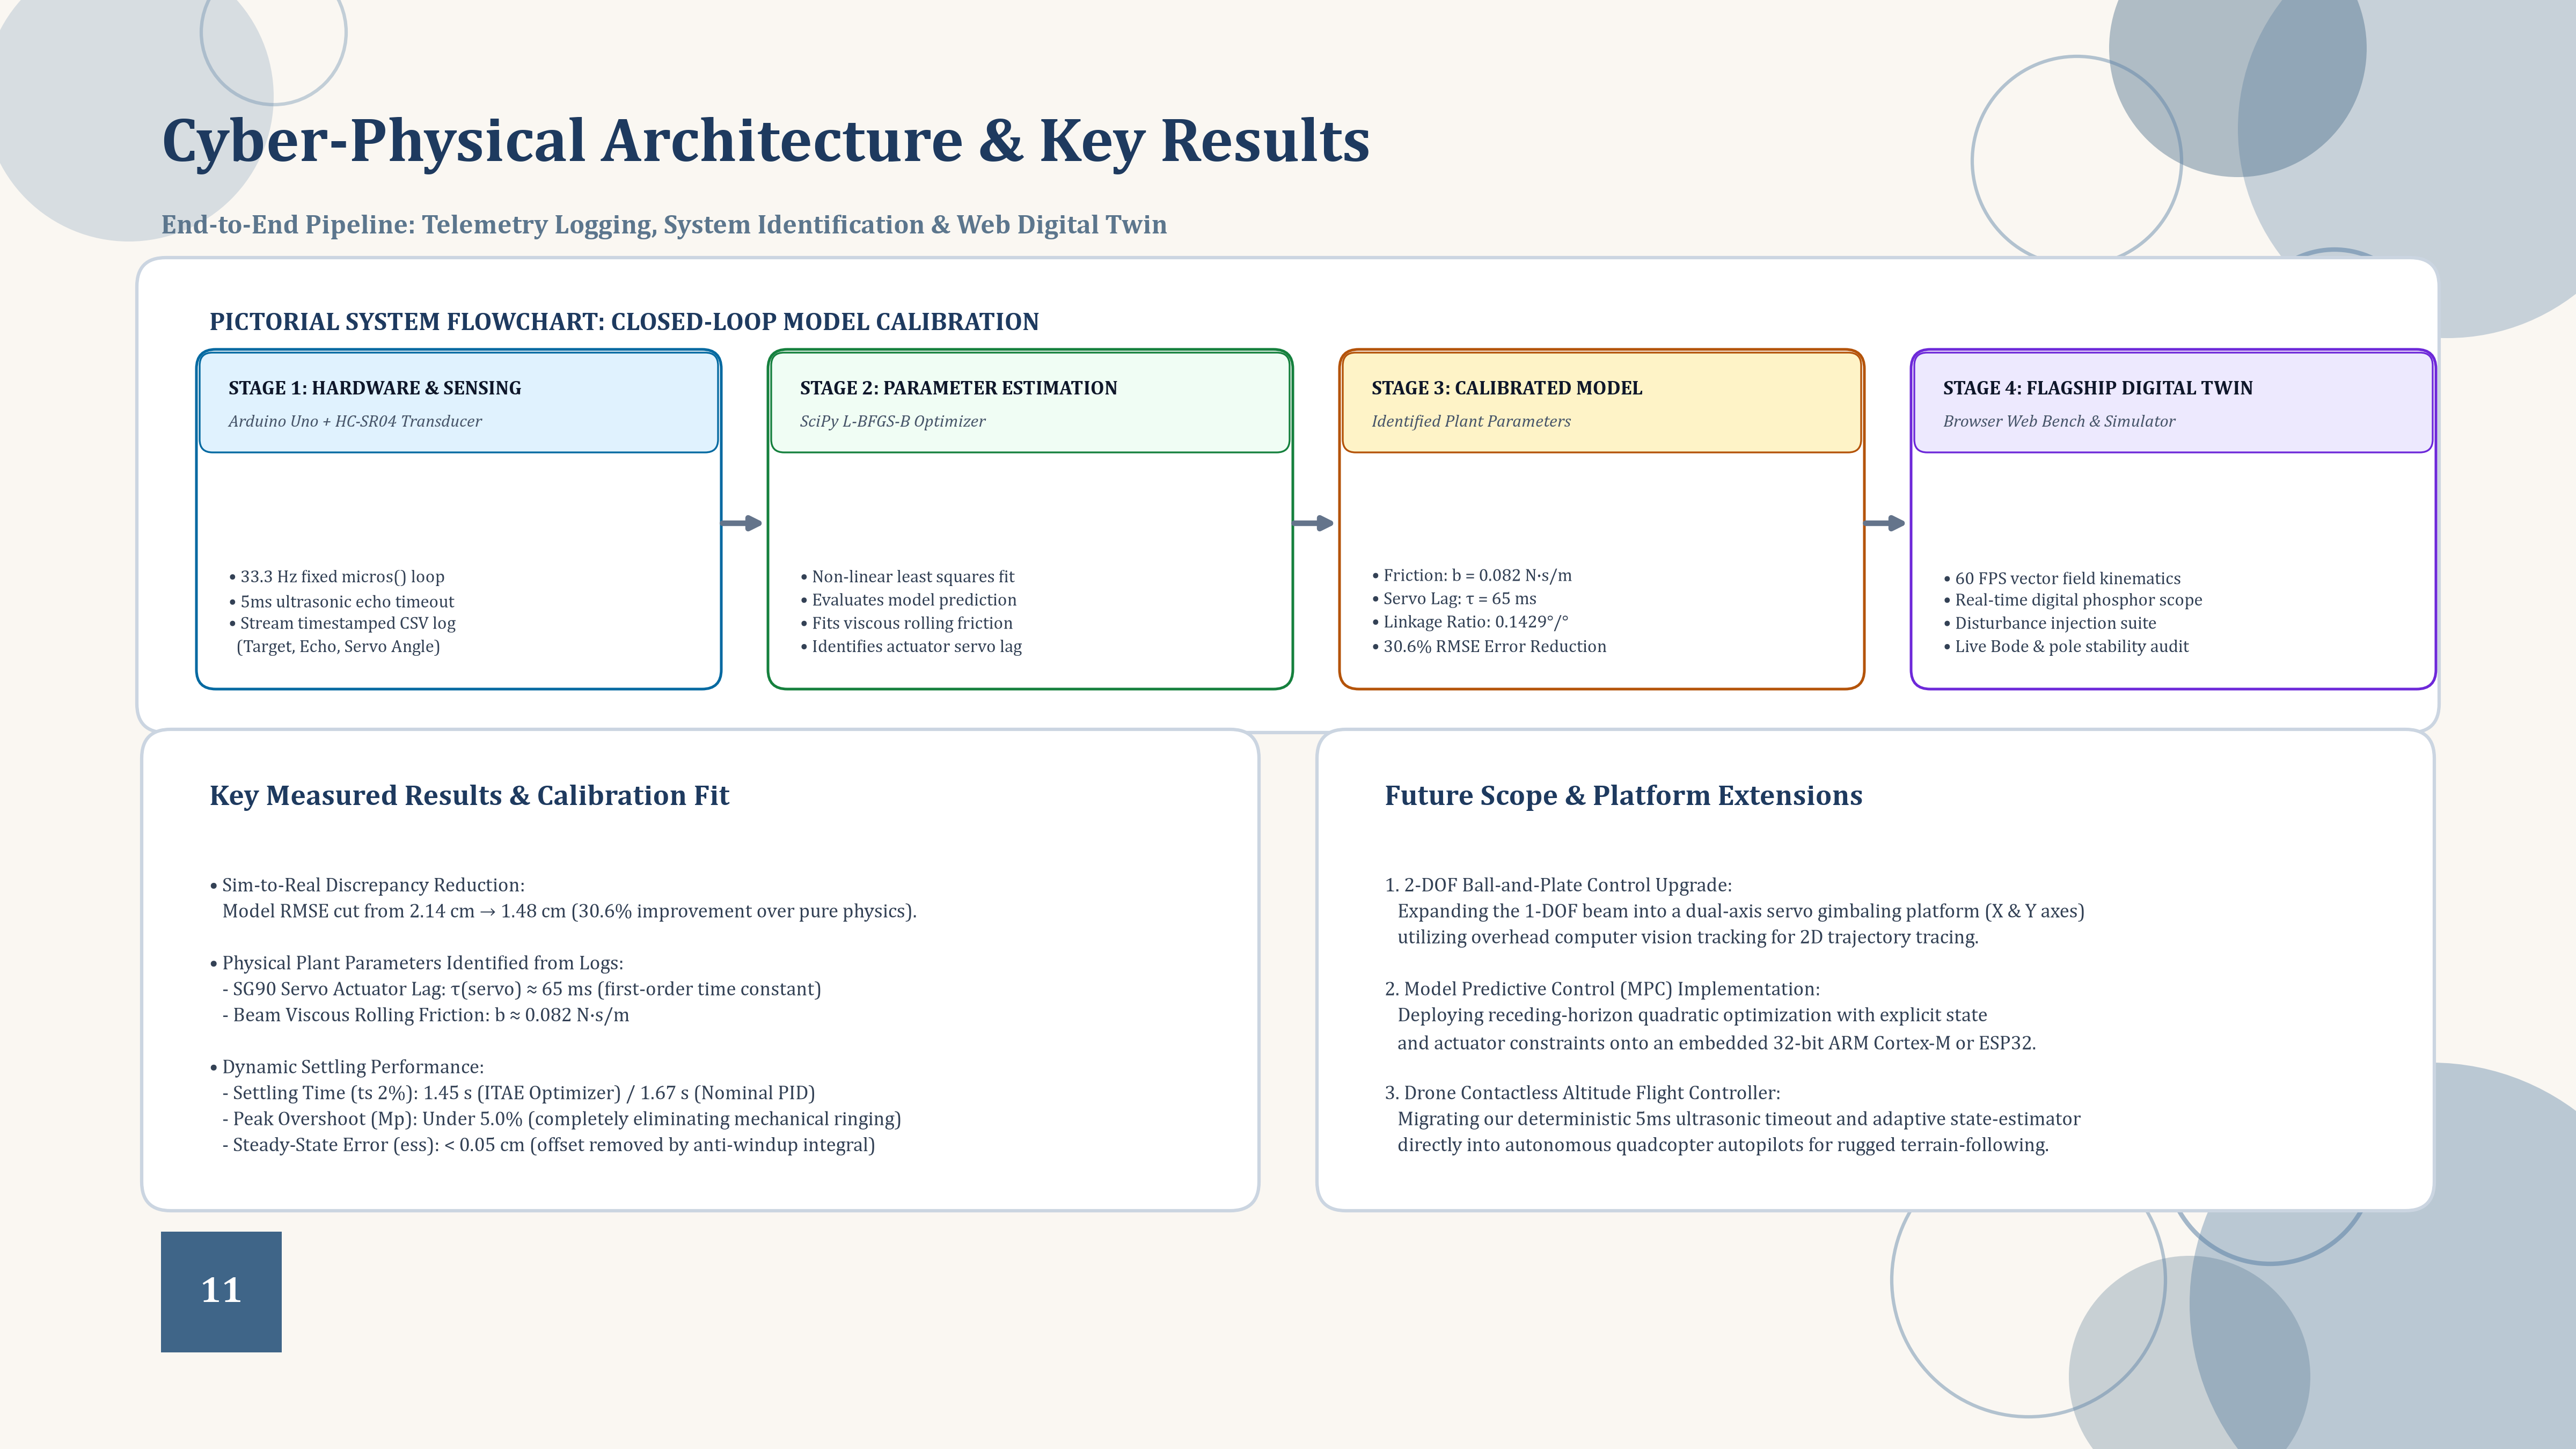 Cyber-Physical Architecture & Key Results
End-to-End Pipeline: Telemetry Logging, System Identification & Web Digital Twin
PICTORIAL SYSTEM FLOWCHART: CLOSED-LOOP MODEL CALIBRATION
STAGE 1: HARDWARE & SENSING
Arduino Uno + HC-SR04 Transducer
• 33.3 Hz fixed micros() loop
• 5ms ultrasonic echo timeout
• Stream timestamped CSV log
(Target, Echo, Servo Angle)
STAGE 2: PARAMETER ESTIMATION
SciPy L-BFGS-B Optimizer
• Non-linear least squares fit
• Evaluates model prediction
• Fits viscous rolling friction
• Identifies actuator servo lag
STAGE 3: CALIBRATED MODEL
Identified Plant Parameters
• Friction: b = 0.082 N·s/m
• Servo Lag: τ = 65 ms
• Linkage Ratio: 0.1429°/°
• 30.6% RMSE Error Reduction
STAGE 4: FLAGSHIP DIGITAL TWIN
Browser Web Bench & Simulator
• 60 FPS vector field kinematics
• Real-time digital phosphor scope
• Disturbance injection suite
• Live Bode & pole stability audit
Key Measured Results & Calibration Fit
• Sim-to-Real Discrepancy Reduction:
Model RMSE cut from 2.14 cm → 1.48 cm (30.6% improvement over pure physics).
• Physical Plant Parameters Identified from Logs:
- SG90 Servo Actuator Lag: τ(servo) ≈ 65 ms (first-order time constant)
- Beam Viscous Rolling Friction: b ≈ 0.082 N·s/m
• Dynamic Settling Performance:
- Settling Time (ts 2%): 1.45 s (ITAE Optimizer) / 1.67 s (Nominal PID)
- Peak Overshoot (Mp): Under 5.0% (completely eliminating mechanical ringing)
- Steady-State Error (ess): < 0.05 cm (offset removed by anti-windup integral)
Future Scope & Platform Extensions
1. 2-DOF Ball-and-Plate Control Upgrade:
Expanding the 1-DOF beam into a dual-axis servo gimbaling platform (X & Y axes)
utilizing overhead computer vision tracking for 2D trajectory tracing.
2. Model Predictive Control (MPC) Implementation:
Deploying receding-horizon quadratic optimization with explicit state
and actuator constraints onto an embedded 32-bit ARM Cortex-M or ESP32.
3. Drone Contactless Altitude Flight Controller:
Migrating our deterministic 5ms ultrasonic timeout and adaptive state-estimator
directly into autonomous quadcopter autopilots for rugged terrain-following.
11